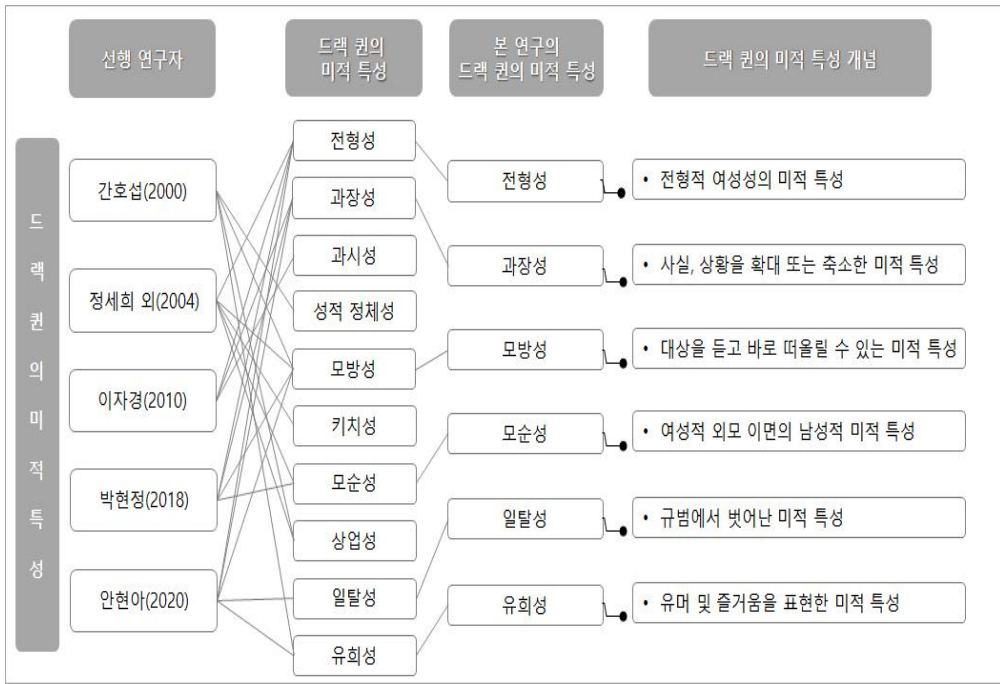 선행 연구자
드랙 퀸의
미적 특성
본 연구의
드랙 퀸의 미적 특성
드랙 퀸의 미적 특성 개념
드랙퀸의미적특성
간호섭(2000)
정세희 외(2004)
이자경(2010)
박현정(2018)
안현아(2020)
전형성
과장성
과시성
성적 정체성
모방성
키치성
모순성
상업성
일탈성
유희성
전형성
과장성
모방성
모순성
일탈성
유희성
• 전형적 여성성의 미적 특성
• 사실, 상황을 확대 또는 축소한 미적 특성
• 대상을 듣고 바로 떠올릴 수 있는 미적 특성
• 여성적 외모 이면의 남성적 미적 특성
• 규범에서 벗어난 미적 특성
• 유머 및 즐거움을 표현한 미적 특성